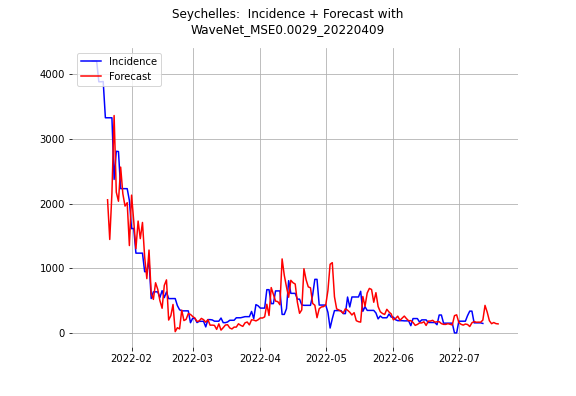 Seychelles:  Incidence + Forecast with
WaveNet_MSE0.0029_20220409
Incidence
Forecast
4000
3000
2000
1000
0
2022-02
2022-03
2022-04
2022-05
2022-06
2022-07